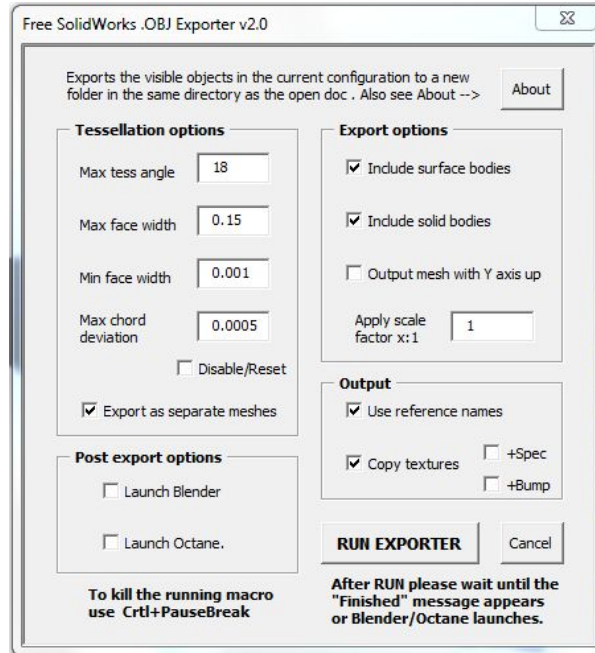 Free SolidWorks .OBJ Exporter v2.0
Exports the visible objects in the current configuration to a new
folder in the same directory as the open doc . Also see About -->
About
Tessellation options
Max tess angle
18
Max face width
0.15
Min face width
0.001
Max chord
deviation
0.0005
Disable/Reset
Export as separate meshes
Post export options
Launch Blender
Launch Octane.
To kill the running macro
use Crtl+PauseBreak
Export options
Include surface bodies
Include solid bodies
Output mesh with Y axis up
Apply scale
factor x:1
1
Output
Use reference names
Copy textures
+Spec
+Bump
RUN EXPORTER
Cancel
After RUN please wait until the
"Finished" message appears
or Blender/Octane launches.